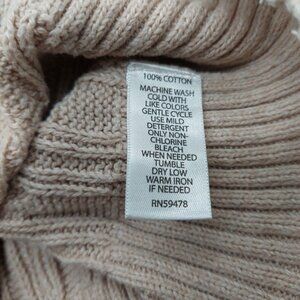 100% COTTON
MACHINE WASH
COLD WITH
LIKE COLORS
GENTLE CYCLE
USE MILD
DETERGENT
ONLY NON-
CHLORINE
BLEACH
WHEN NEEDED
TUMBLE
DRY LOW
WARM IRON
IF NEEDED
RN59478